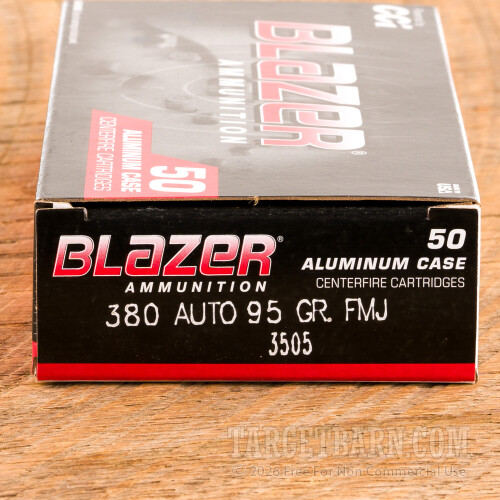 CCI
BLAZER®
AMMUNITION
50
ALUMINUM CASE
CENTERFIRE CARTRIDGES
BLAZER®
AMMUNITION
50
ALUMINUM CASE
CENTERFIRE CARTRIDGES
380 AUTO 95 GR. FMJ
3505
TARGETBARN.COM
© 2026 Free For Non-Commercial Use